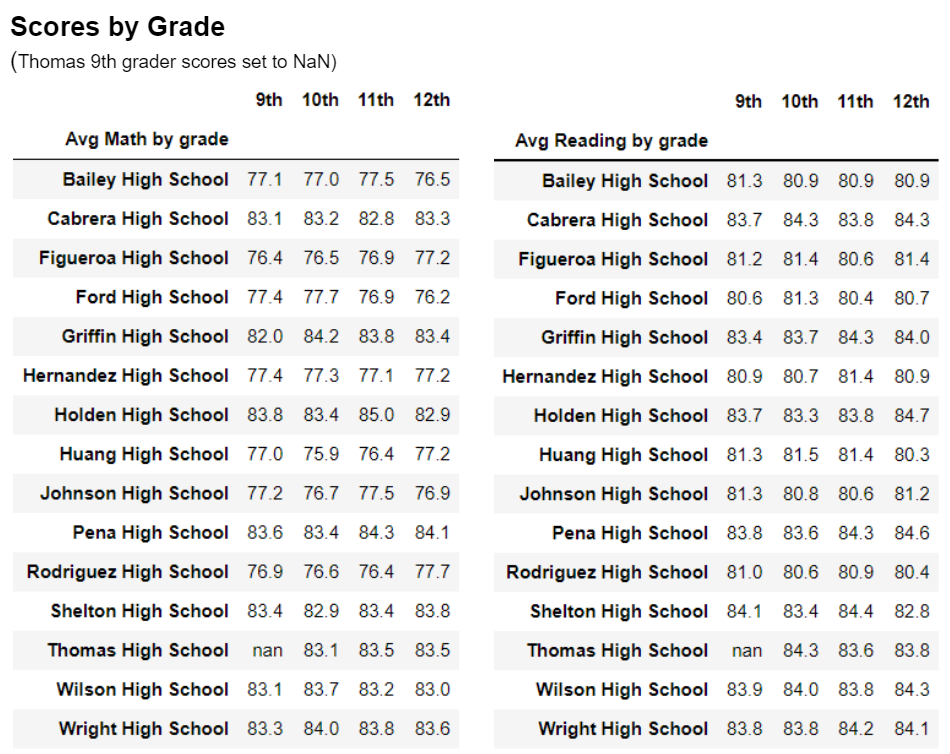 Scores by Grade
(Thomas 9th grader scores set to NaN)
9th 10th 11th 12th
Avg Math by grade
Bailey High School 77.1 77.0 77.5 76.5
Cabrera High School 83.1 83.2 82.8 83.3
Figueroa High School 76.4 76.5 76.9 77.2
Ford High School 77.4 77.7 76.9 76.2
Griffin High School 82.0 84.2 83.8 83.4
Hernandez High School 77.4 77.3 77.1 77.2
Holden High School 83.8 83.4 85.0 82.9
Huang High School 77.0 75.9 76.4 77.2
Johnson High School 77.2 76.7 77.5 76.9
Pena High School 83.6 83.4 84.3 84.1
Rodriguez High School 76.9 76.6 76.4 77.7
Shelton High School 83.4 82.9 83.4 83.8
Thomas High School nan 83.1 83.5 83.5
Wilson High School 83.1 83.7 83.2 83.0
Wright High School 83.3 84.0 83.8 83.6
9th 10th 11th 12th
Avg Reading by grade
Bailey High School 81.3 80.9 80.9 80.9
Cabrera High School 83.7 84.3 83.8 84.3
Figueroa High School 81.2 81.4 80.6 81.4
Ford High School 80.6 81.3 80.4 80.7
Griffin High School 83.4 83.7 84.3 84.0
Hernandez High School 80.9 80.7 81.4 80.9
Holden High School 83.7 83.3 83.8 84.7
Huang High School 81.3 81.5 81.4 80.3
Johnson High School 81.3 80.8 80.6 81.2
Pena High School 83.8 83.6 84.3 84.6
Rodriguez High School 81.0 80.6 80.9 80.4
Shelton High School 84.1 83.4 84.4 82.8
Thomas High School nan 84.3 83.6 83.8
Wilson High School 83.9 84.0 83.8 84.3
Wright High School 83.8 83.8 84.2 84.1